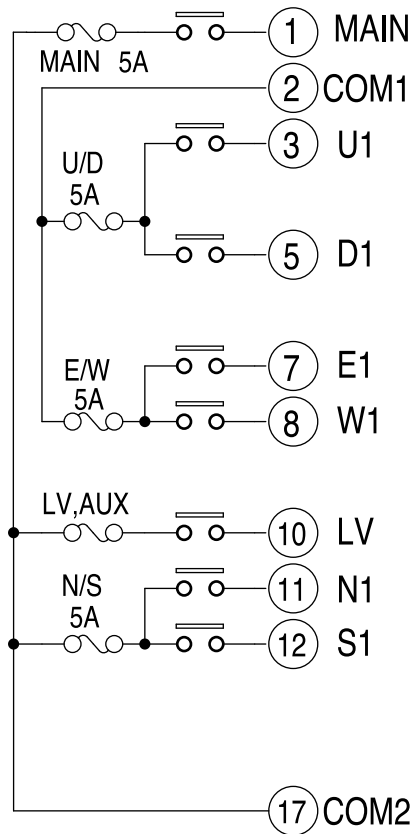 1 MAIN
MAIN 5A
2 COM1
3 U1
U/D
5A
5 D1
7 E1
E/W
5A
8 W1
LV,AUX
10 LV
11 N1
N/S
5A
12 S1
17 COM2